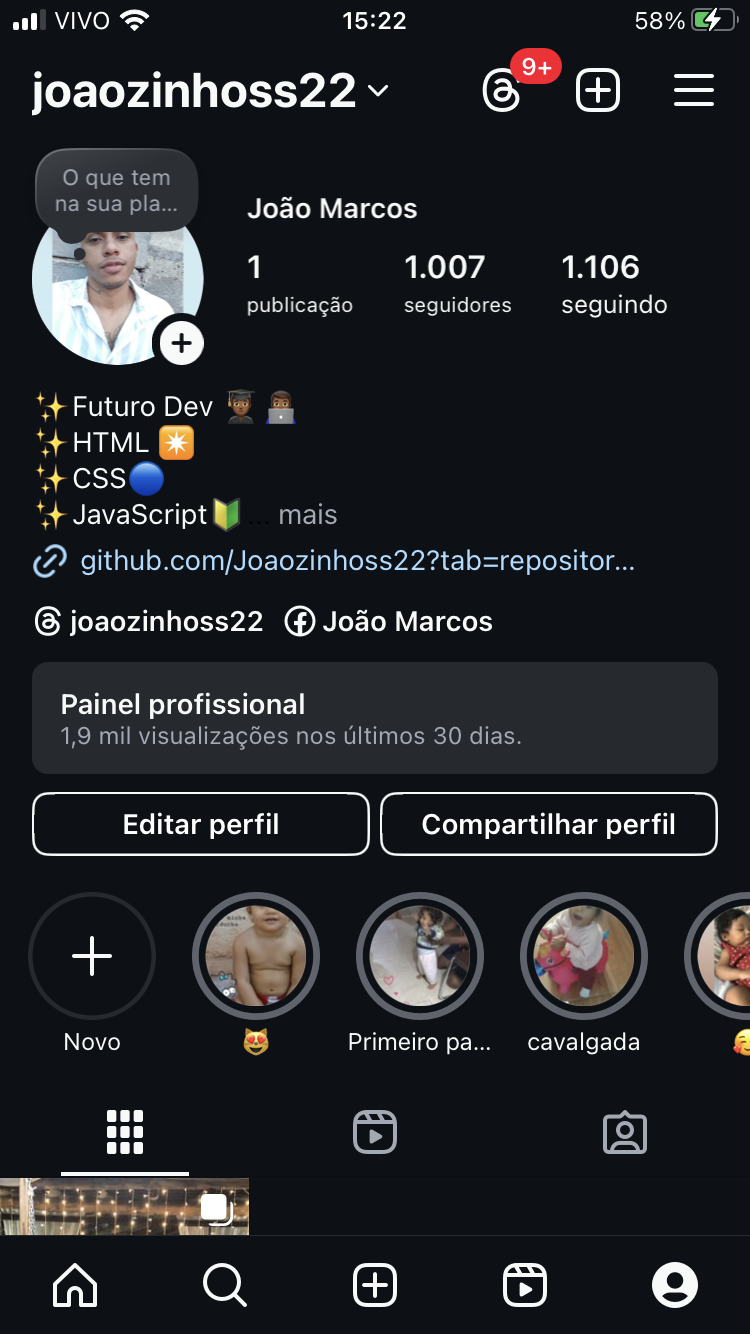 VIVO 15:22 58%
joaozinhoss22 9+
O que tem
na sua pla...
João Marcos
1 1.007 1.106
publicação seguidores seguindo
✨Futuro Dev 👨🏾‍🎓 👨🏾‍💻
✨HTML ✴️
✨CSS🔵
✨JavaScript🔰... mais
github.com/Joaozinhoss22?tab=repositor...
joaozinhoss22 João Marcos
Painel profissional
1,9 mil visualizações nos últimos 30 dias.
Editar perfil Compartilhar perfil
Novo 😻 Primeiro pa... cavalgada 🥰